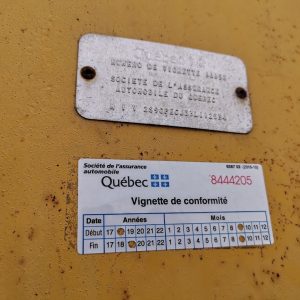 NUMERO DE VIGNETTE
SOCIETE DE L'ASSURANCE
AUTOMOBILE DU QUEBEC
Société de l'assurance
automobile
Québec
8444205
Vignette de conformité
Date Années Mois
Début 17 19 20 21 22 1 2 3 4 5 6 7 8 9 10 11 12
Fin 17 18 20 21 22 1 2 3 4 5 6 7 8 9 10 11 12